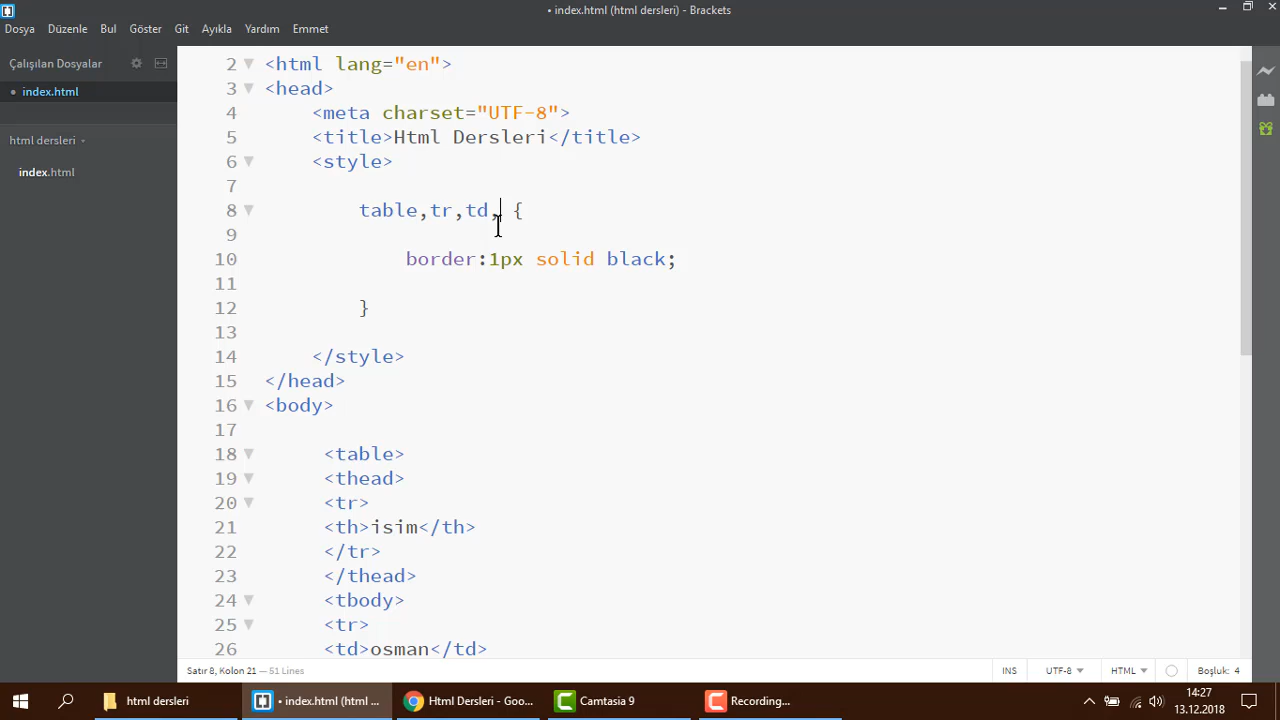 • index.html (html dersleri) - Brackets
Dosya Düzenle Bul Göster Git Ayıkla Yardım Emmet
Çalışılan Dosyalar
• index.html
html dersleri
index.html
2 <html lang="en">
3 <head>
4 <meta charset="UTF-8">
5 <title>Html Dersleri</title>
6 <style>
7
8 table,tr,td, {
9
10 border:1px solid black;
11
12 }
13
14 </style>
15 </head>
16 <body>
17
18 <table>
19 <thead>
20 <tr>
21 <th>isim</th>
22 </tr>
23 </thead>
24 <tbody>
25 <tr>
26 <td>osman</td>
Satır 8, Kolon 21 — 51 Lines INS UTF-8 HTML Boşluk: 4
html dersleri • index.html (html ... Html Dersleri - Goo... Camtasia 9 Recording... 14:27
13.12.2018